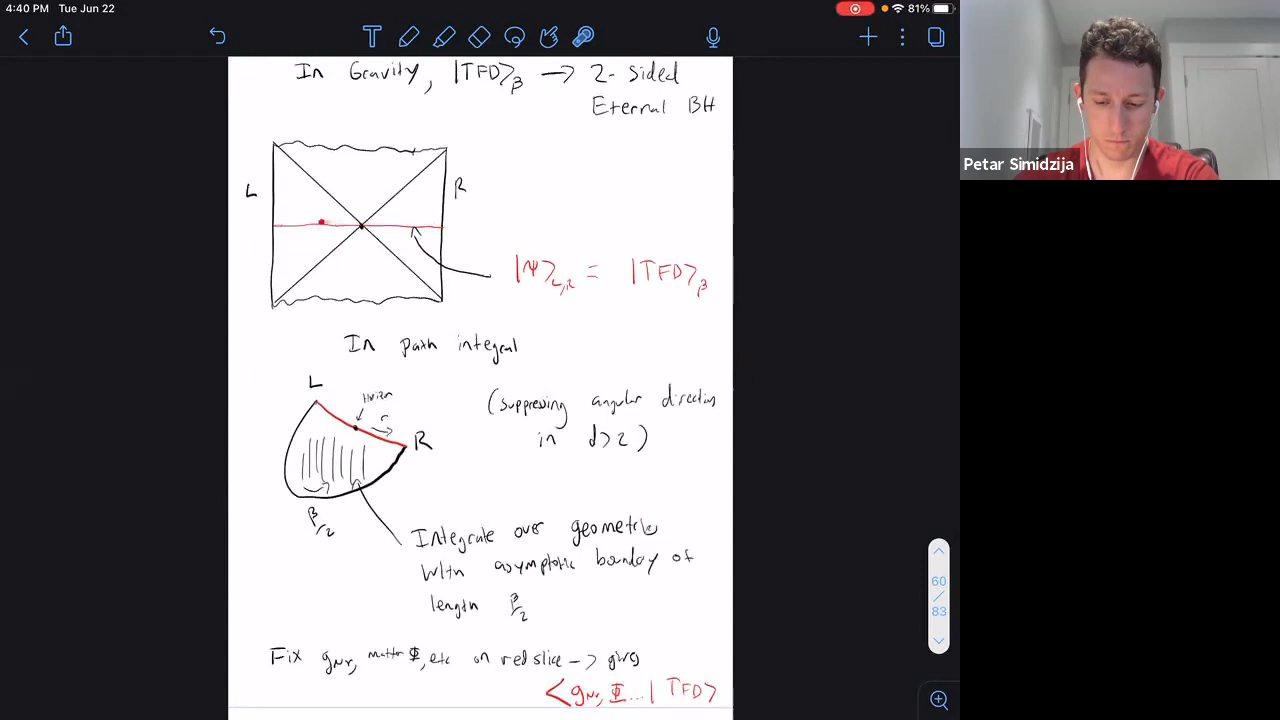 4:40 PM Tue Jun 22
81%
In Gravity, |TFD⟩β → 2-Sided
Eternal BH
L
R
|Ψ⟩L,R = |TFD⟩β
In path integral
L
Horizon
r
R
(suppressing angular direction
in d>2)
β/2
Integrate over geometries
with asymptotic boundary of
length β/2
Fix gμν, matter Φ, etc on red slice → gives
<gμν, Φ...|TFD>
60
/
83
Petar Simidzija